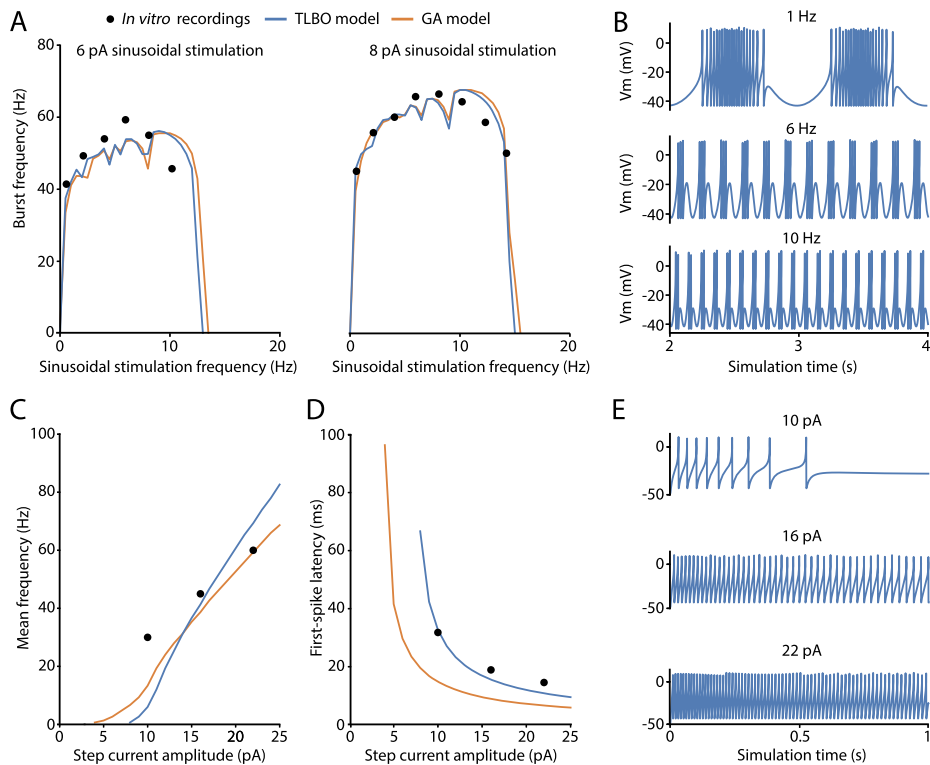 A
In vitro recordings TLBO model GA model
6 pA sinusoidal stimulation
8 pA sinusoidal stimulation
Burst frequency (Hz)
80
60
40
20
0
0 10 20
0 10 20
Sinusoidal stimulation frequency (Hz)
Sinusoidal stimulation frequency (Hz)
B
1 Hz
Vm (mV)
0
-20
-40
6 Hz
Vm (mV)
0
-20
-40
10 Hz
Vm (mV)
0
-20
-40
2 3 4
Simulation time (s)
C
Mean frequency (Hz)
100
80
60
40
20
0
0 5 10 15 20 25
Step current amplitude (pA)
D
First-spike latency (ms)
100
80
60
40
20
0
0 5 10 15 20 25
Step current amplitude (pA)
E
10 pA
0
-50
16 pA
0
-50
22 pA
0
-50
0 0.5 1
Simulation time (s)